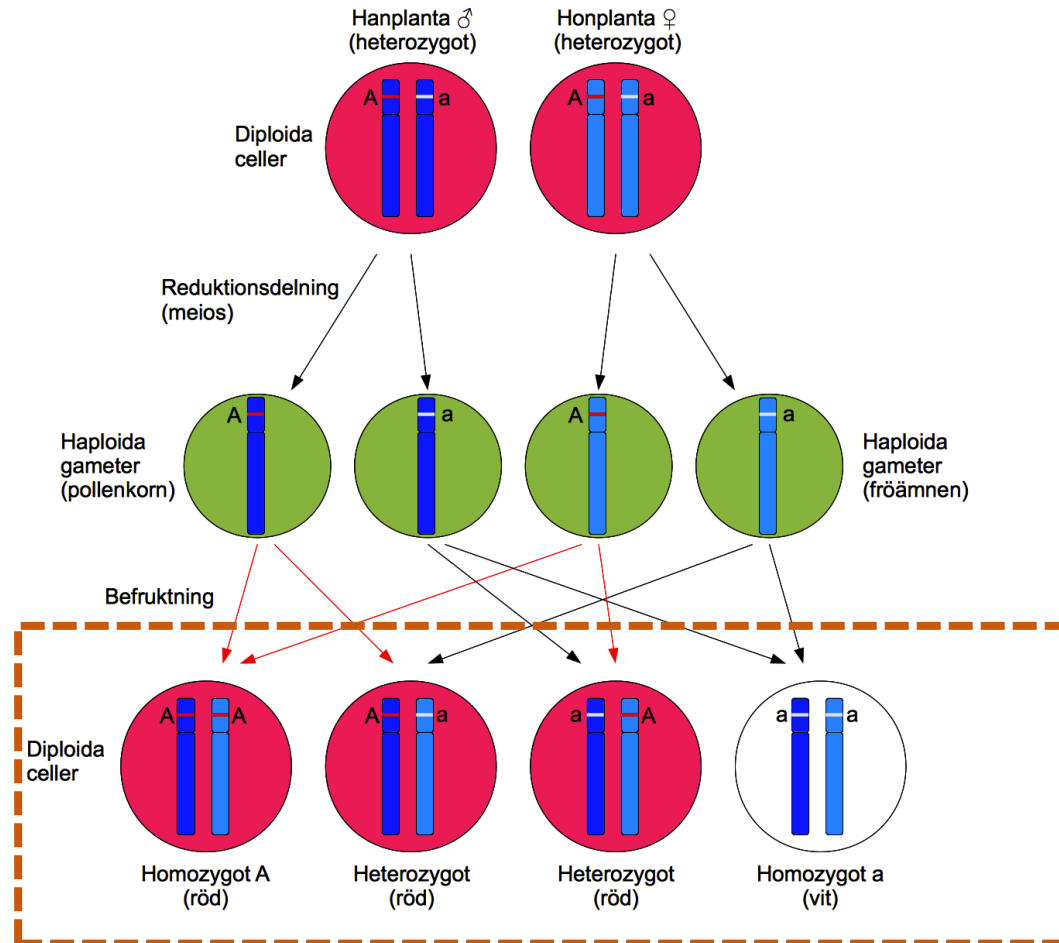 Hanplanta ♂
(heterozygot)
Honplanta ♀
(heterozygot)
A
a
A
a
Diploida
celler
Reduktionsdelning
(meios)
A
a
A
a
Haploida
gameter
(pollenkorn)
Haploida
gameter
(fröämnen)
Befruktning
A
A
A
a
a
A
a
a
Diploida
celler
Homozygot A
(röd)
Heterozygot
(röd)
Heterozygot
(röd)
Homozygot a
(vit)